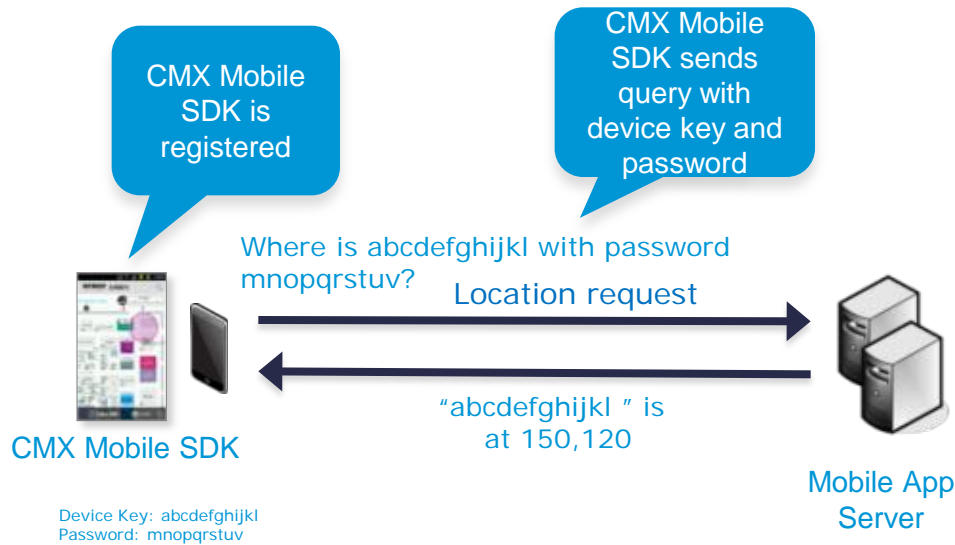 CMX Mobile
SDK is
registered
CMX Mobile
SDK sends
query with
device key and
password
Where is abcdefghijkl with password
mnopqrstuv?
Location request
“abcdefghijkl ” is
at 150,120
CMX Mobile SDK
Mobile App
Server
Device Key: abcdefghijkl
Password: mnopqrstuv